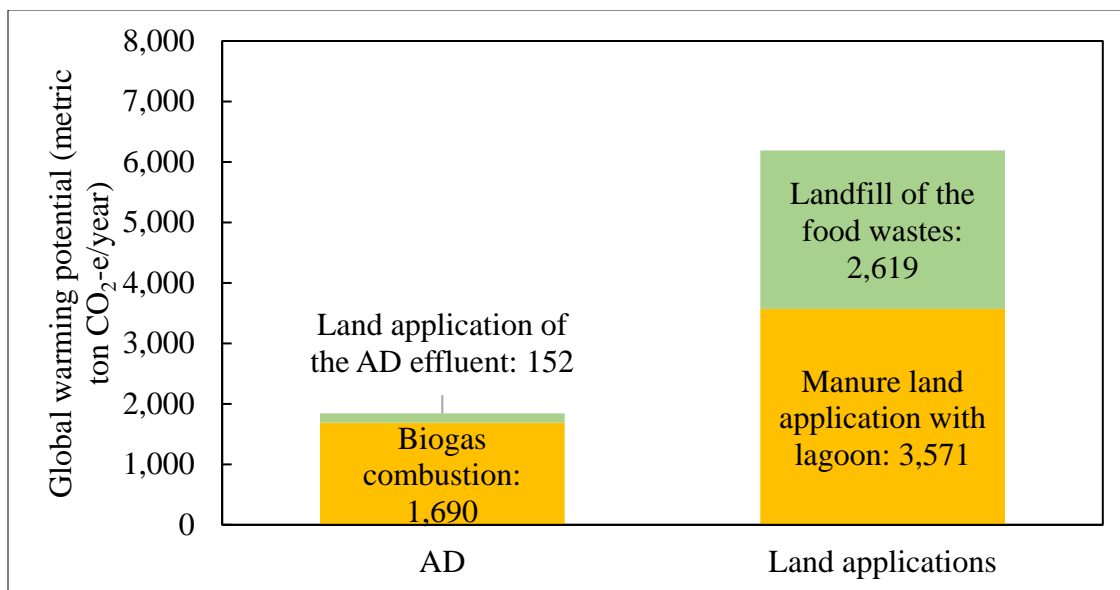 Global warming potential (metric
ton CO₂-e/year)
8,000
7,000
6,000
5,000
4,000
3,000
2,000
1,000
0
Land application of
the AD effluent: 152
Biogas
combustion:
1,690
Landfill of the
food wastes:
2,619
Manure land
application with
lagoon: 3,571
AD
Land applications